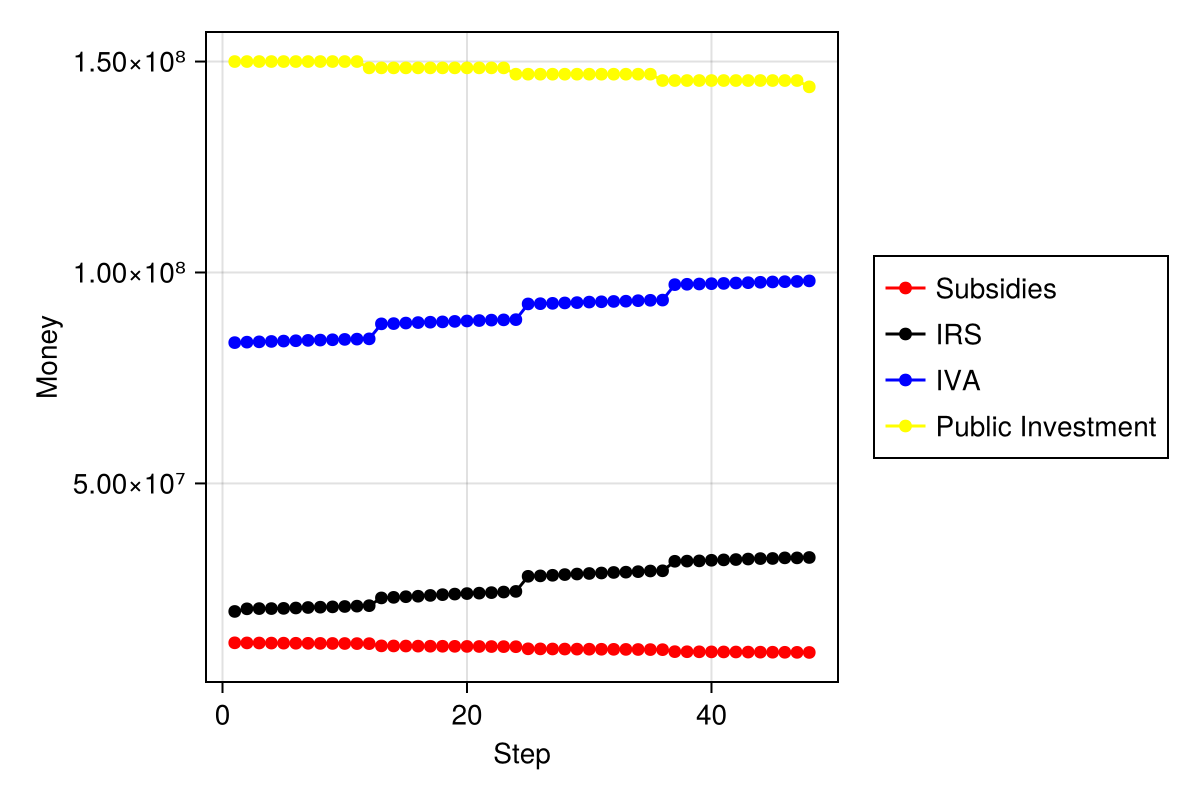 1.50×10⁸
1.00×10⁸
5.00×10⁷
Money
0 20 40
Step
Subsidies
IRS
IVA
Public Investment